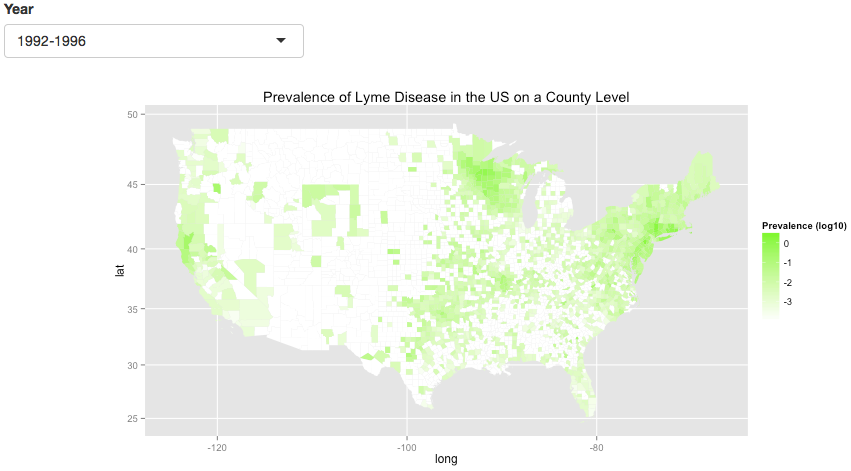 Year
1992-1996
Prevalence of Lyme Disease in the US on a County Level
50
45
40
35
30
25
lat
-120
-100
-80
long
Prevalence (log10)
0
-1
-2
-3